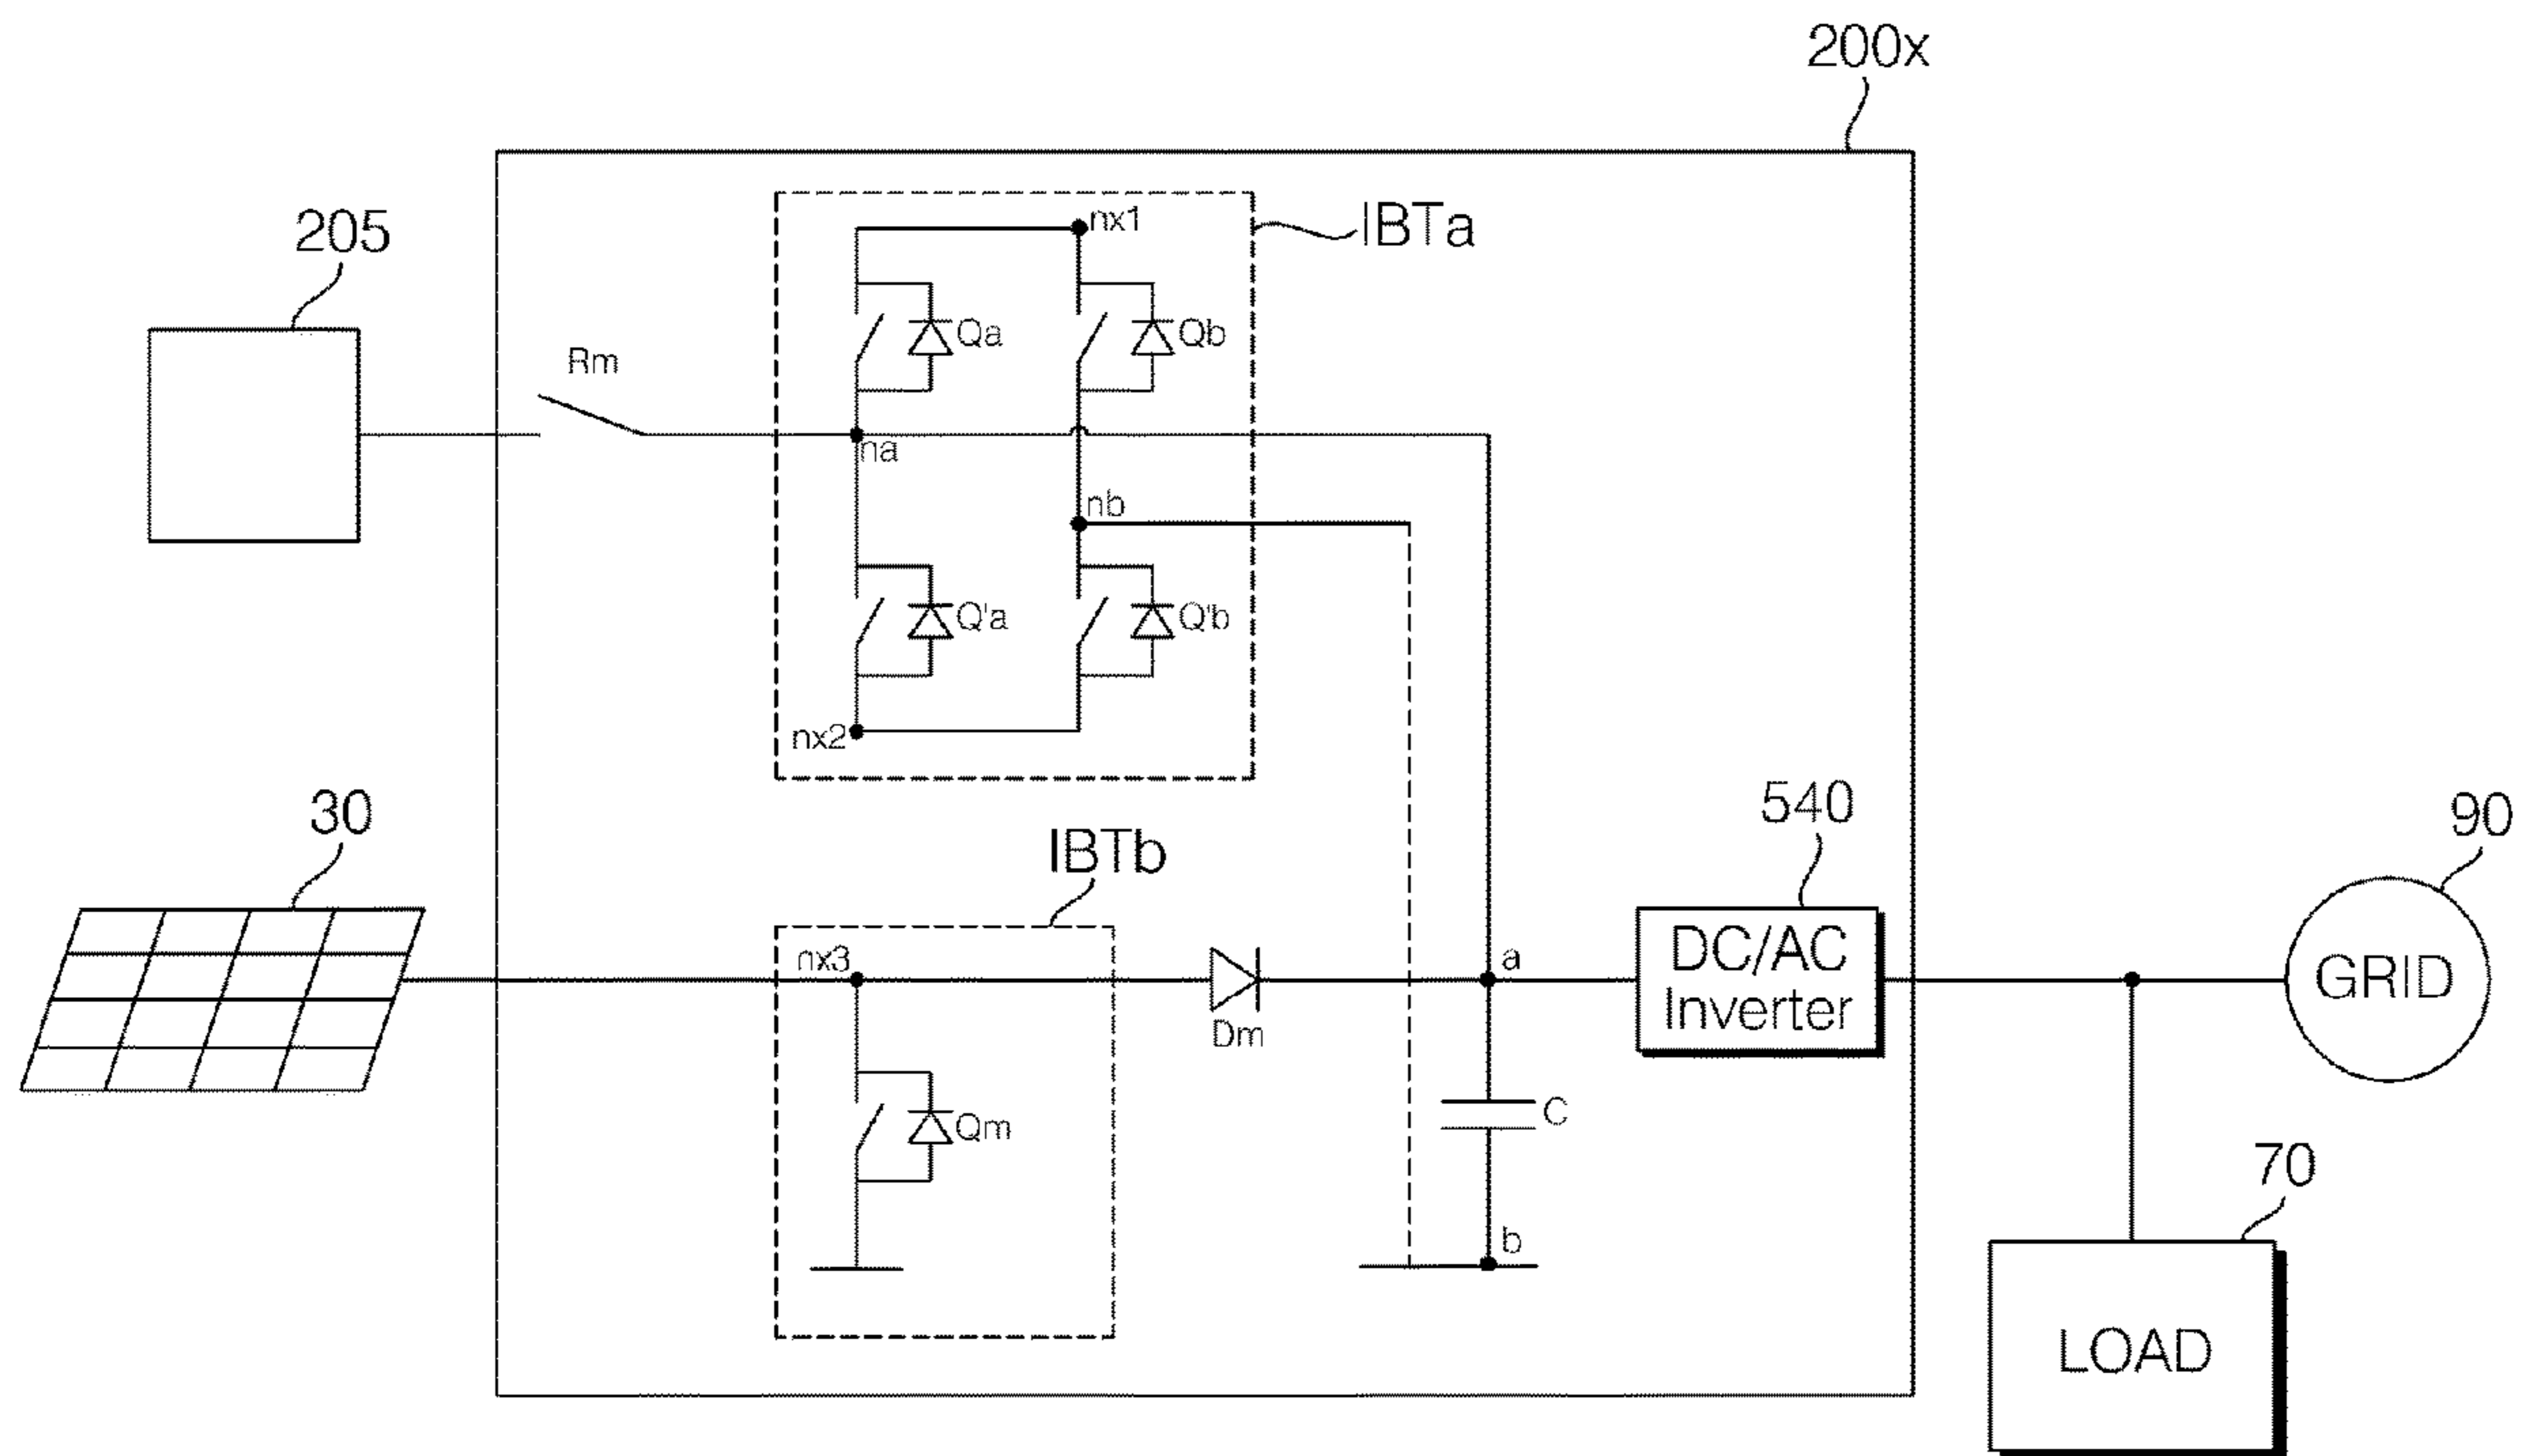 200x
205
nx1
IBTa
Qa
Qb
Rm
na
nb
Q'a
Q'b
nx2
30
IBTb
540
90
nx3
a
DC/AC
Inverter
GRID
Dm
C
Qm
70
b
LOAD